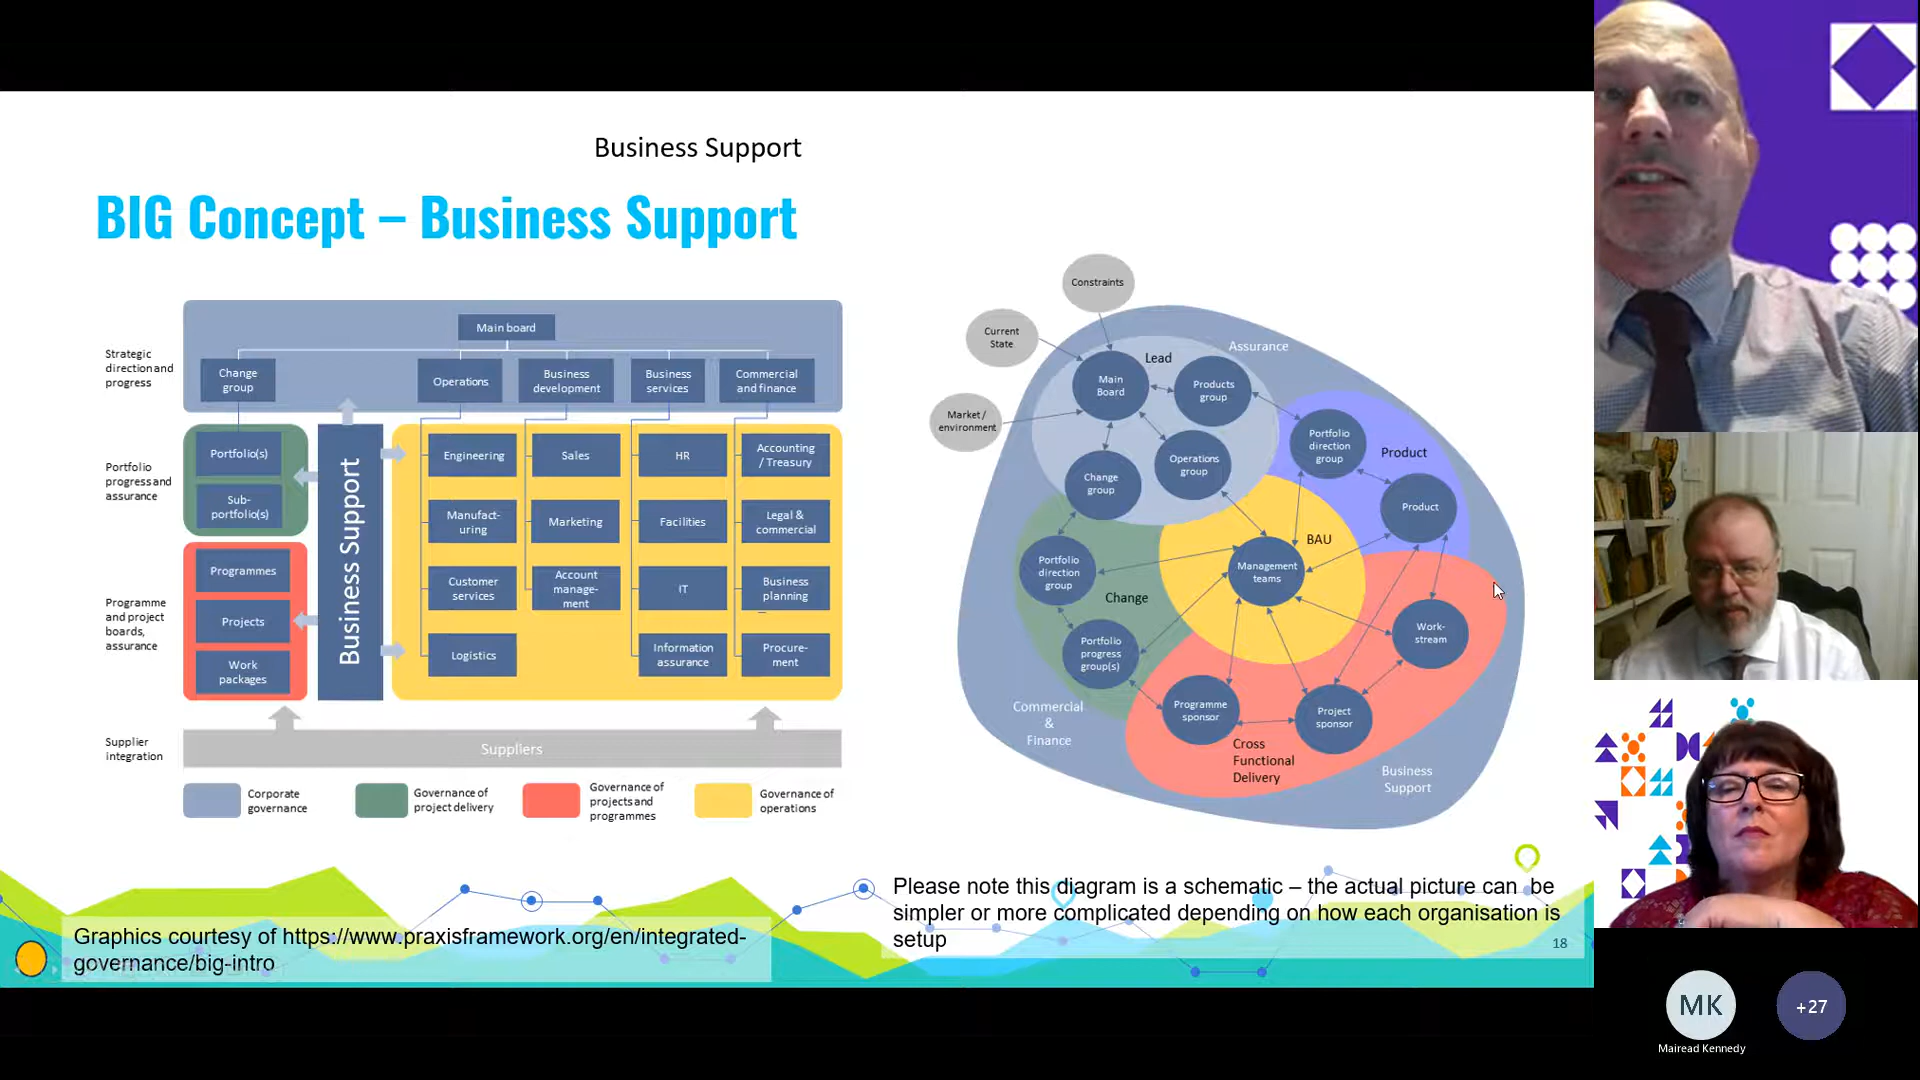 Business Support
BIG Concept – Business Support
Strategic
direction and
progress
Main board
Change
group
Operations
Business
development
Business
services
Commercial
and finance
Portfolio
progress and
assurance
Portfolio(s)
Sub-
portfolio(s)
Programme
and project
boards,
assurance
Programmes
Projects
Work
packages
Business Support
Engineering
Manufact-
uring
Customer
services
Logistics
Sales
Marketing
Account
manage-
ment
HR
Facilities
IT
Information
assurance
Accounting
/ Treasury
Legal &
commercial
Business
planning
Procure-
ment
Supplier
integration
Suppliers
Corporate
governance
Governance of
project delivery
Governance of
projects and
programmes
Governance of
operations
Constraints
Current
State
Market /
environment
Assurance
Lead
Main
Board
Products
group
Operations
group
Change
group
Portfolio
direction
group
Product
Product
BAU
Management
teams
Portfolio
direction
group
Change
Portfolio
progress
group(s)
Work-
stream
Programme
sponsor
Project
sponsor
Cross
Functional
Delivery
Commercial
&
Finance
Business
Support
Graphics courtesy of https://www.praxisframework.org/en/integrated-
governance/big-intro
Please note this diagram is a schematic – the actual picture can be
simpler or more complicated depending on how each organisation is
setup
18
MK
+27
Mairead Kennedy